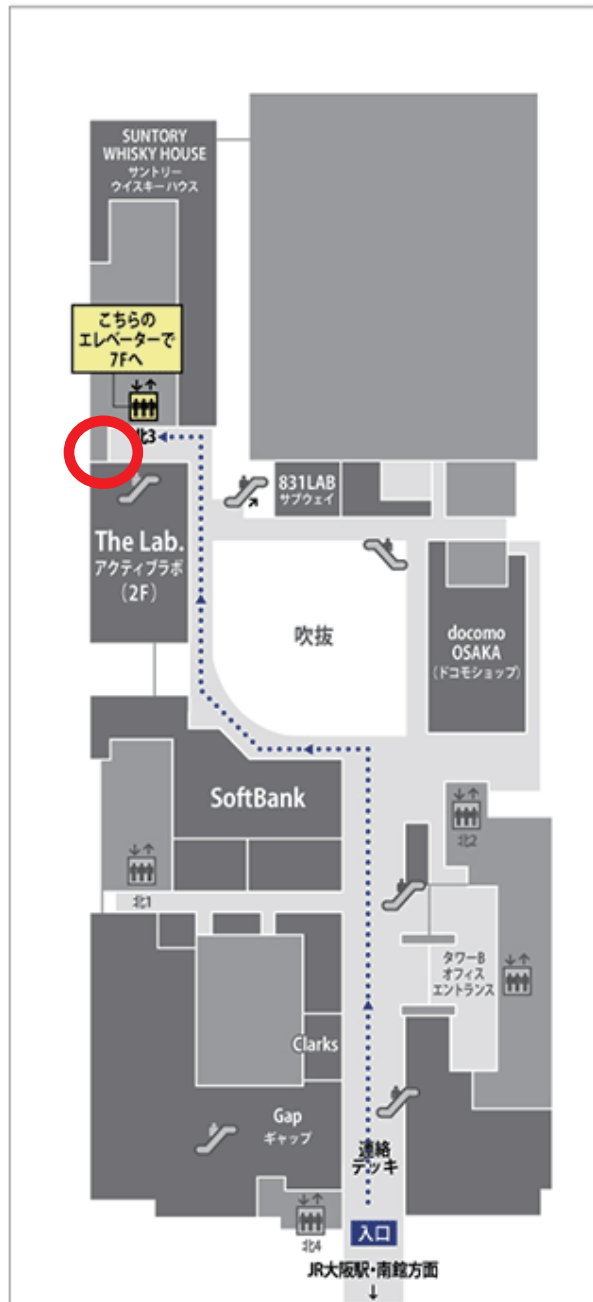 SUNTORY
WHISKY HOUSE
サントリー
ウイスキーハウス
こちらの
エレベーターで
7Fへ
北3
831LAB
サブウェイ
The Lab.
アクティブラボ
（2F）
吹抜
docomo
OSAKA
（ドコモショップ）
SoftBank
北2
北1
タワーB
オフィス
エントランス
Clarks
Gap
ギャップ
連絡
デッキ
入口
北4
JR大阪駅・南館方面
↓